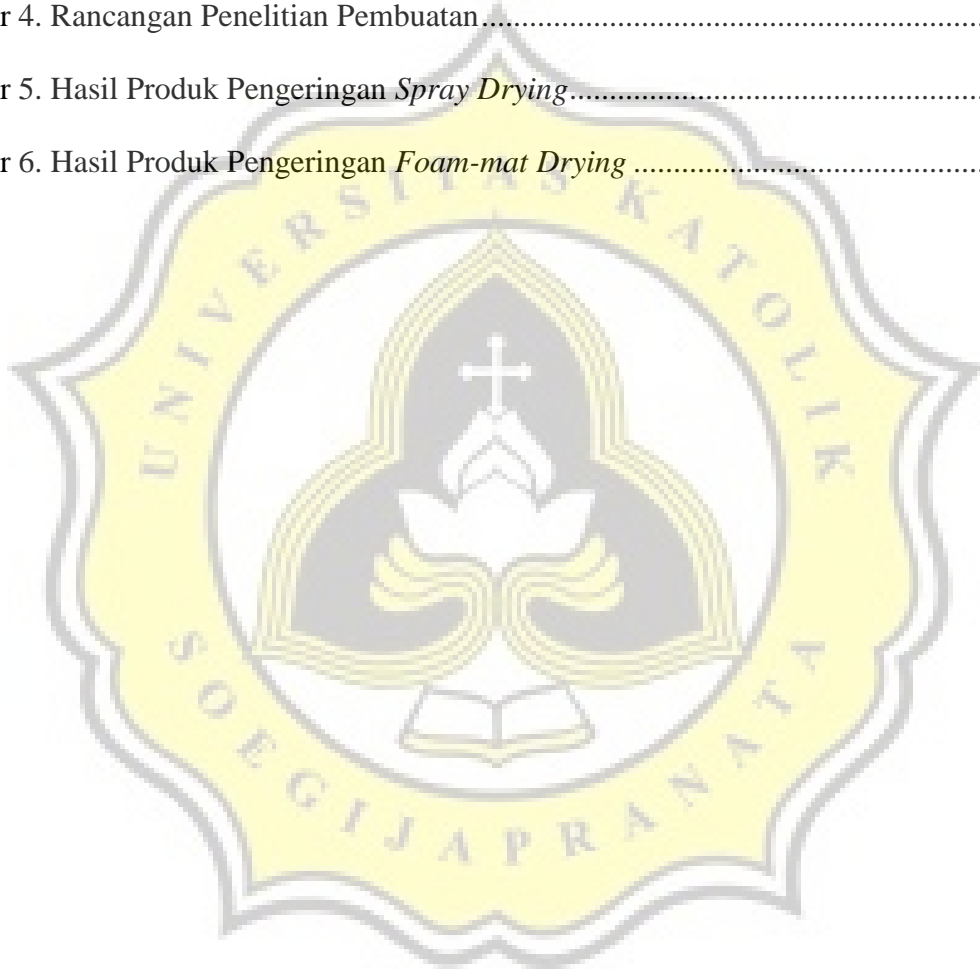 r 4. Rancangan Penelitian Pembuatan
r 5. Hasil Produk Pengeringan Spray Drying
r 6. Hasil Produk Pengeringan Foam-mat Drying
UNIVERSITAS KATOLIK
SOEGIJAPRANATA